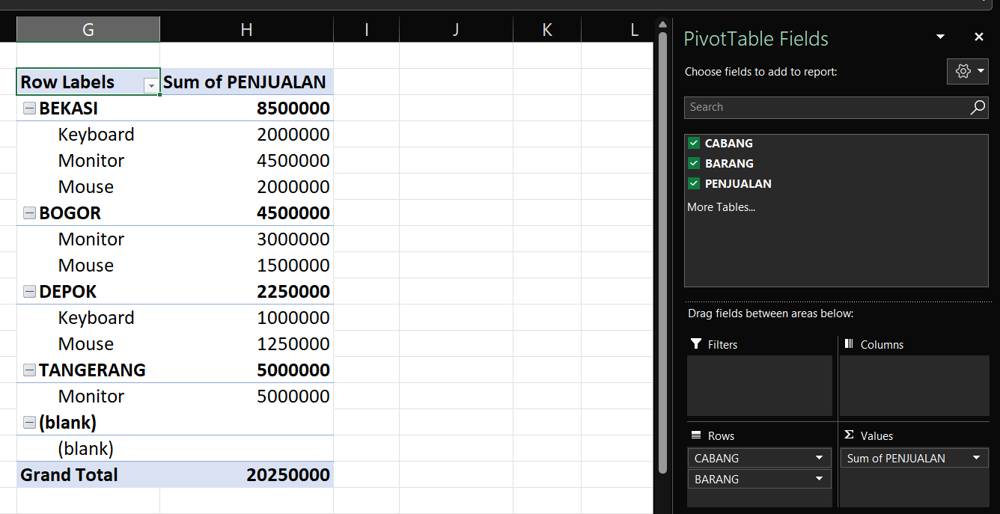 G H I J K L
Row Labels Sum of PENJUALAN
BEKASI 8500000
Keyboard 2000000
Monitor 4500000
Mouse 2000000
BOGOR 4500000
Monitor 3000000
Mouse 1500000
DEPOK 2250000
Keyboard 1000000
Mouse 1250000
TANGERANG 5000000
Monitor 5000000
(blank)
(blank)
Grand Total 20250000
PivotTable Fields
Choose fields to add to report:
Search
CABANG
BARANG
PENJUALAN
More Tables...
Drag fields between areas below:
Filters
Columns
Rows
CABANG
BARANG
Σ Values
Sum of PENJUALAN